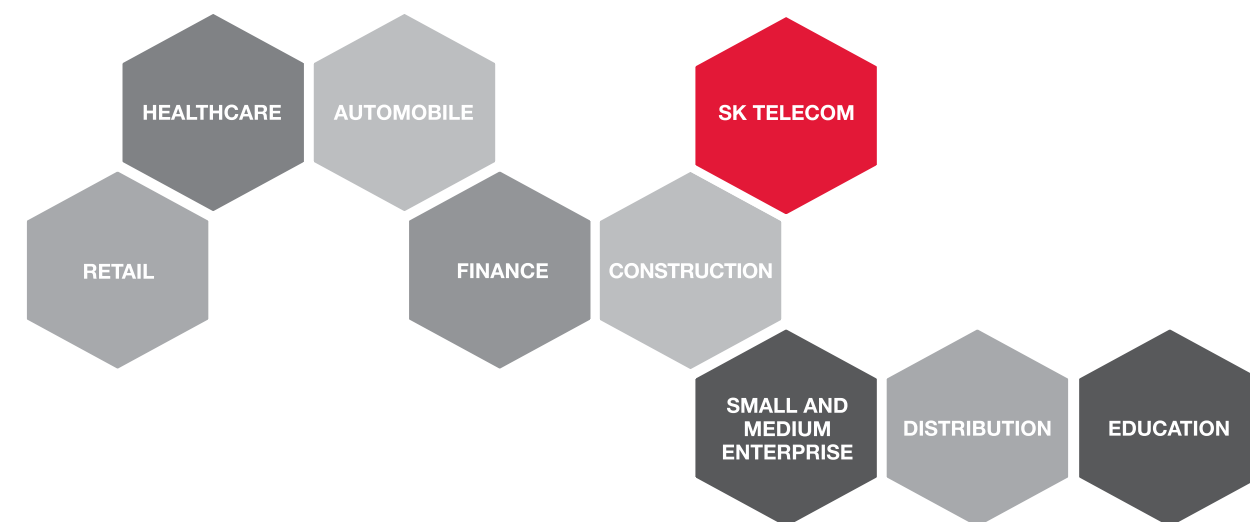 HEALTHCARE
AUTOMOBILE
SK TELECOM
RETAIL
FINANCE
CONSTRUCTION
SMALL AND
MEDIUM
ENTERPRISE
DISTRIBUTION
EDUCATION